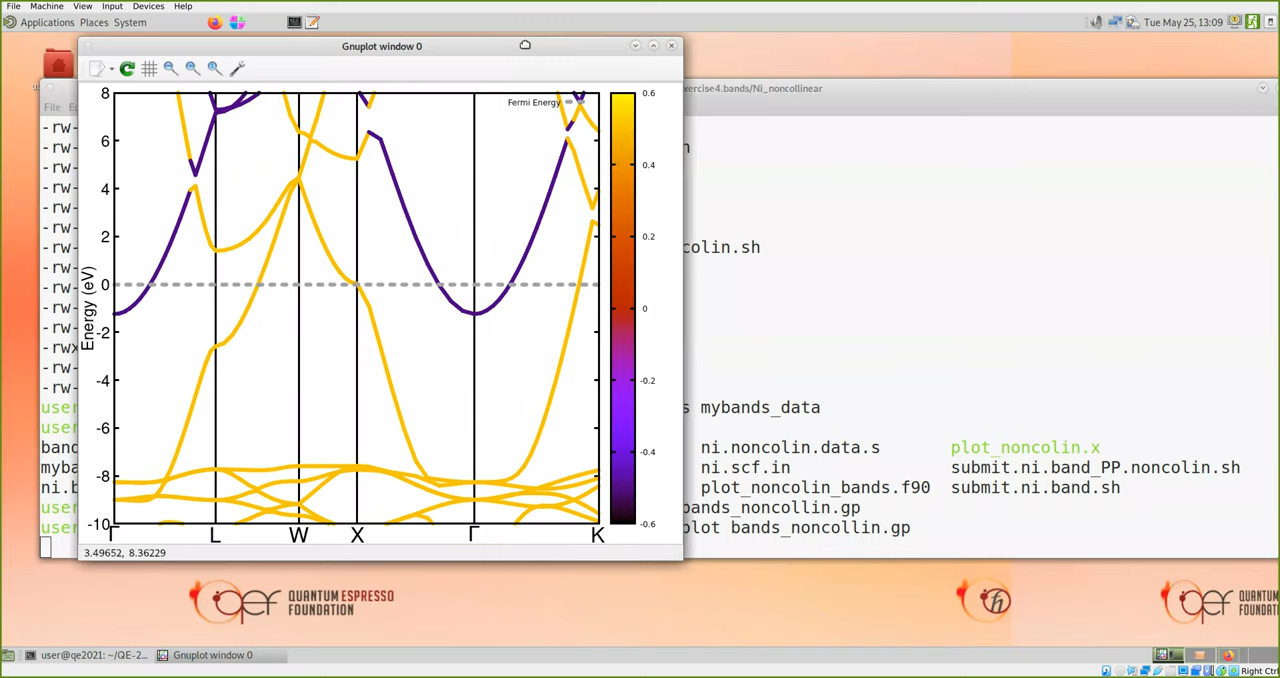 File Machine View Input Devices Help
Applications Places System
Tue May 25, 13:09
Gnuplot window 0
xercise4.bands/Ni_noncollinear
File
8
6
4
2
0
-2
-4
-6
-8
-10
Energy (eV)
Fermi Energy
Γ L W X Γ K
0.6
0.4
0.2
0
-0.2
-0.4
-0.6
3.49652, 8.36229
-rw-
-rw-
-rw-
-rw-
-rw-
-rw-
-rw-
-rw-
-rw-
-rw-
-rw-
-rwx
-rw-
-rw-
user
user
band
myba
ni.b
user
user
n
colin.sh
s mybands_data
ni.noncolin.data.s plot_noncolin.x
ni.scf.in submit.ni.band_PP.noncolin.sh
plot_noncolin_bands.f90 submit.ni.band.sh
bands_noncollin.gp
plot bands_noncollin.gp
QUANTUM ESPRESSO
FOUNDATION
QUANTUM
FOUNDAT
user@qe2021: ~/QE-2... Gnuplot window 0
Right Ctrl